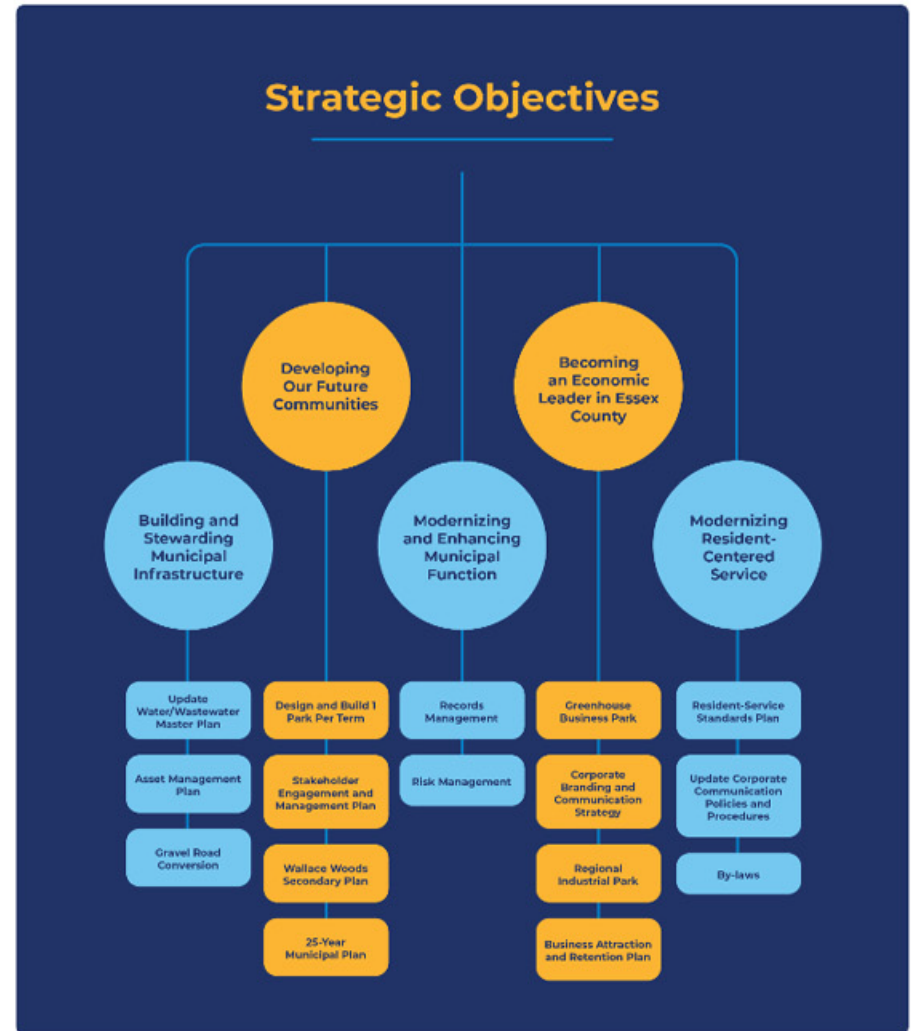 Strategic Objectives
Developing
Our Future
Communities
Becoming
an Economic
Leader in Essex
County
Building and
Stewarding
Municipal
Infrastructure
Modernizing
and Enhancing
Municipal
Function
Modernizing
Resident-
Centered
Service
Update
Water/Wastewater
Master Plan
Asset Management
Plan
Gravel Road
Conversion
Design and Build 1
Park Per Term
Stakeholder
Engagement and
Management Plan
Wallace Woods
Secondary Plan
25-Year
Municipal Plan
Records
Management
Risk Management
Greenhouse
Business Park
Corporate
Branding and
Communication
Strategy
Regional
Industrial Park
Business Attraction
and Retention Plan
Resident-Service
Standards Plan
Update Corporate
Communication
Policies and
Procedures
By-laws